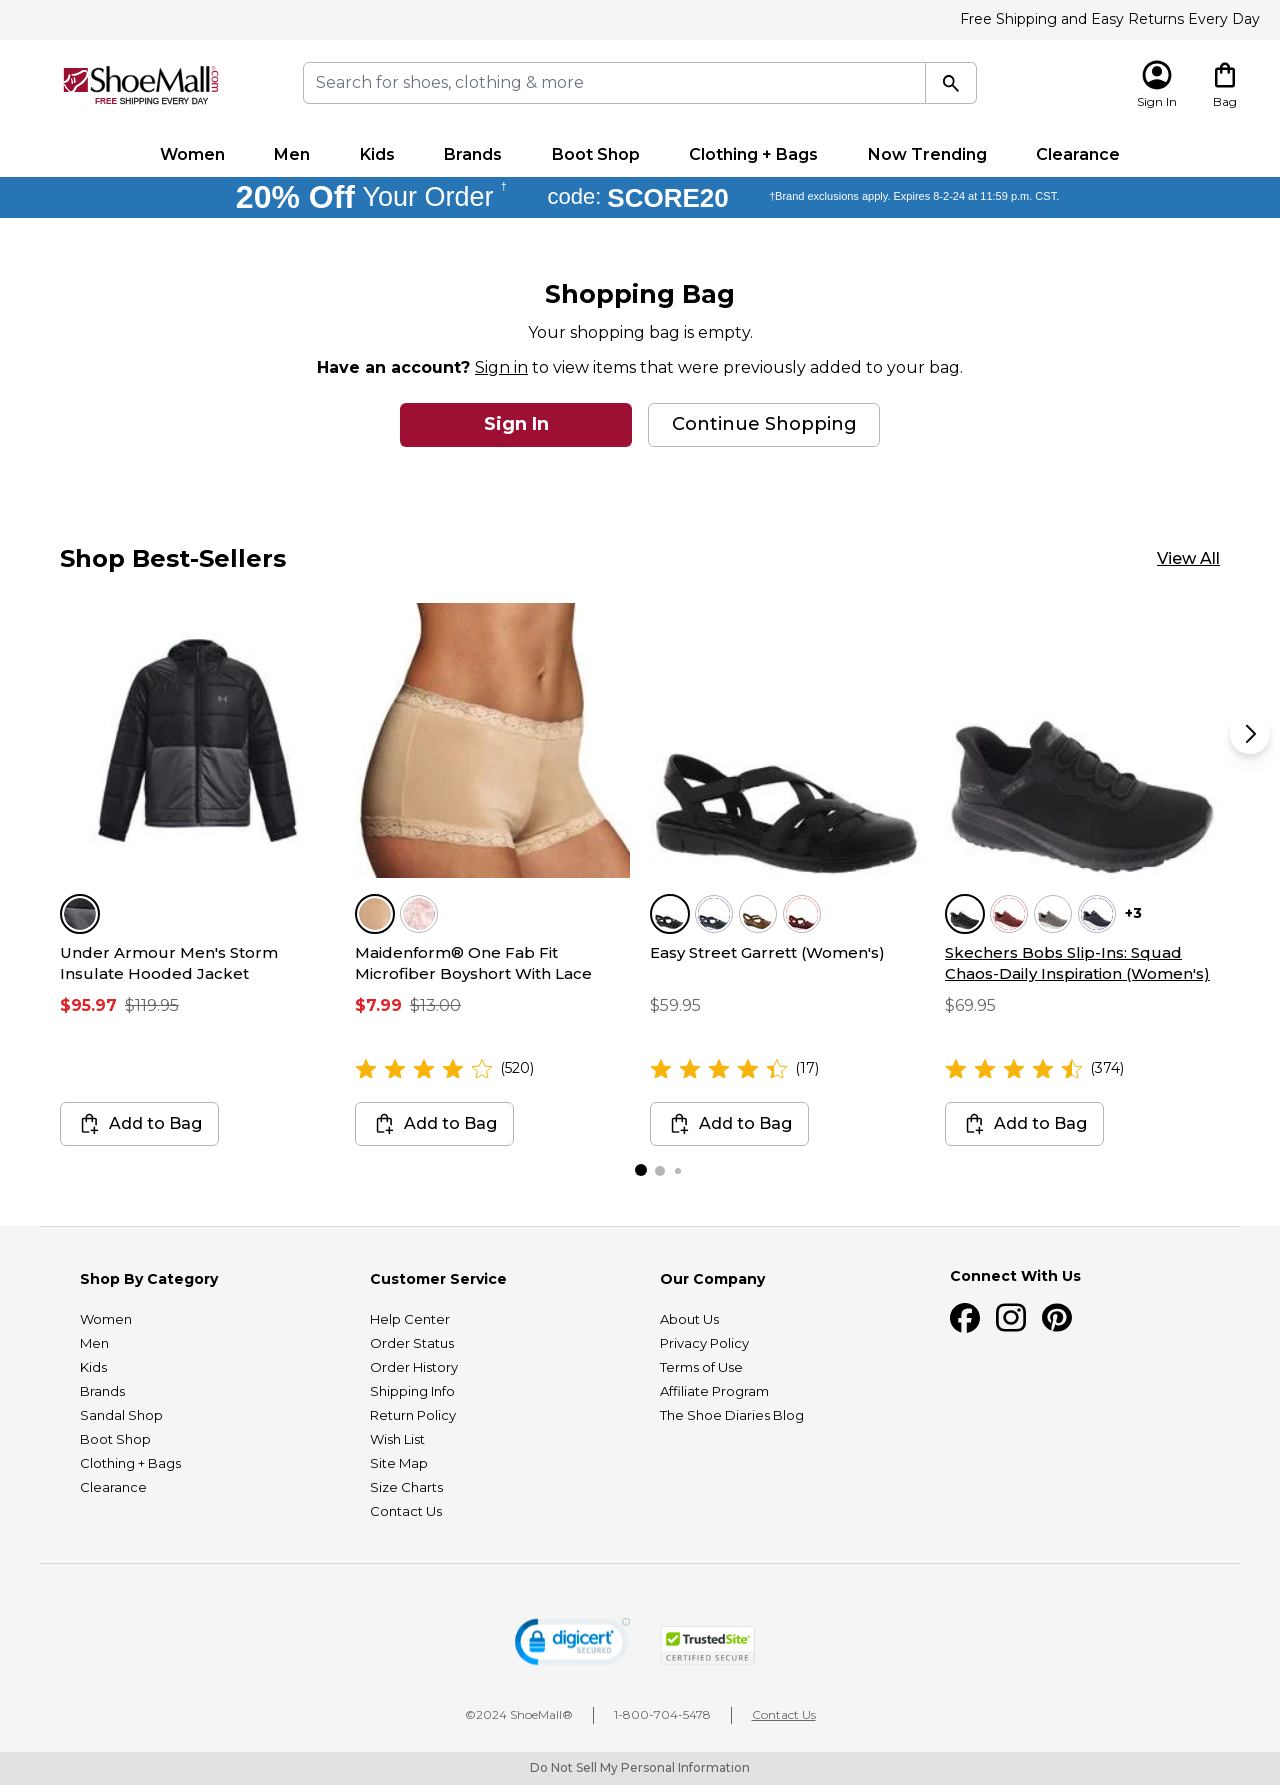 Free Shipping and Easy Returns Every Day
ShoeMall.com®
FREE SHIPPING EVERY DAY
Search for shoes, clothing & more
Sign In
Bag
Women
Men
Kids
Brands
Boot Shop
Clothing + Bags
Now Trending
Clearance
20% Off Your Order †
code: SCORE20
†Brand exclusions apply. Expires 8-2-24 at 11:59 p.m. CST.
Shopping Bag
Your shopping bag is empty.
Have an account? Sign in to view items that were previously added to your bag.
Sign In
Continue Shopping
Shop Best-Sellers
View All
Under Armour Men's Storm
Insulate Hooded Jacket
$95.97 $119.95
Add to Bag
Maidenform® One Fab Fit
Microfiber Boyshort With Lace
$7.99 $13.00
(520)
Add to Bag
Easy Street Garrett (Women's)
$59.95
(17)
Add to Bag
+3
Skechers Bobs Slip-Ins: Squad
Chaos-Daily Inspiration (Women's)
$69.95
(374)
Add to Bag
Shop By Category
Women
Men
Kids
Brands
Sandal Shop
Boot Shop
Clothing + Bags
Clearance
Customer Service
Help Center
Order Status
Order History
Shipping Info
Return Policy
Wish List
Site Map
Size Charts
Contact Us
Our Company
About Us
Privacy Policy
Terms of Use
Affiliate Program
The Shoe Diaries Blog
Connect With Us
digicert
SECURED
TrustedSite
CERTIFIED SECURE
©2024 ShoeMall®
1-800-704-5478
Contact Us
Do Not Sell My Personal Information